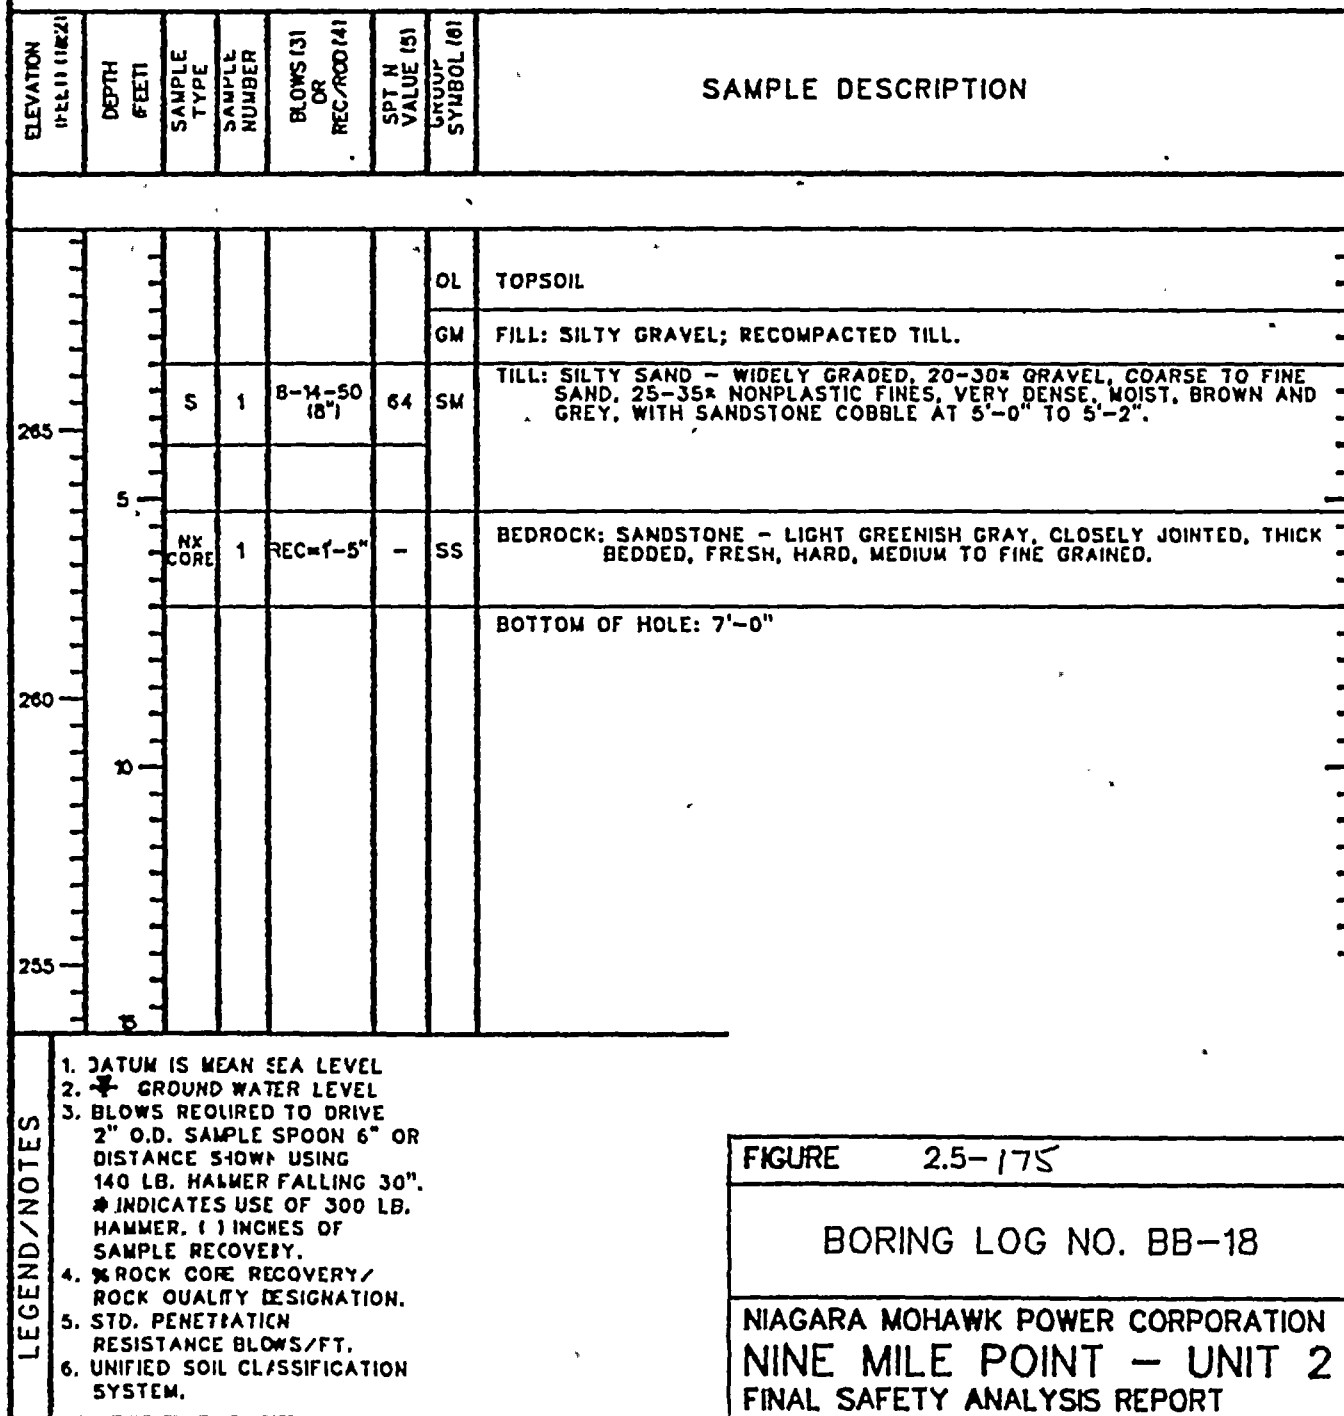 ELEVATION
(FEET) (1&2)
DEPTH
(FEET)
SAMPLE
TYPE
SAMPLE
NUMBER
BLOWS (3)
OR
REC/RQD (4)
SPT N
VALUE (5)
GROUP
SYMBOL (6)
SAMPLE DESCRIPTION
OL TOPSOIL
GM FILL: SILTY GRAVEL; RECOMPACTED TILL.
S 1 8-14-50
(8") 64 SM
TILL: SILTY SAND - WIDELY GRADED, 20-30% GRAVEL, COARSE TO FINE
SAND, 25-35% NONPLASTIC FINES, VERY DENSE, MOIST, BROWN AND
GREY, WITH SANDSTONE COBBLE AT 5'-0" TO 5'-2".
265
5
NX
CORE 1 REC=1'-5" - SS
BEDROCK: SANDSTONE - LIGHT GREENISH GRAY, CLOSELY JOINTED, THICK
BEDDED, FRESH, HARD, MEDIUM TO FINE GRAINED.
BOTTOM OF HOLE: 7'-0"
260
10
255
15
LEGEND/NOTES
1. DATUM IS MEAN SEA LEVEL
2. GROUND WATER LEVEL
3. BLOWS REQUIRED TO DRIVE
2" O.D. SAMPLE SPOON 6" OR
DISTANCE SHOWN USING
140 LB. HAMMER FALLING 30".
* INDICATES USE OF 300 LB.
HAMMER. ( ) INCHES OF
SAMPLE RECOVERY.
4. % ROCK CORE RECOVERY/
ROCK QUALITY DESIGNATION.
5. STD. PENETRATION
RESISTANCE BLOWS/FT.
6. UNIFIED SOIL CLASSIFICATION
SYSTEM.
FIGURE 2.5-175
BORING LOG NO. BB-18
NIAGARA MOHAWK POWER CORPORATION
NINE MILE POINT - UNIT 2
FINAL SAFETY ANALYSIS REPORT